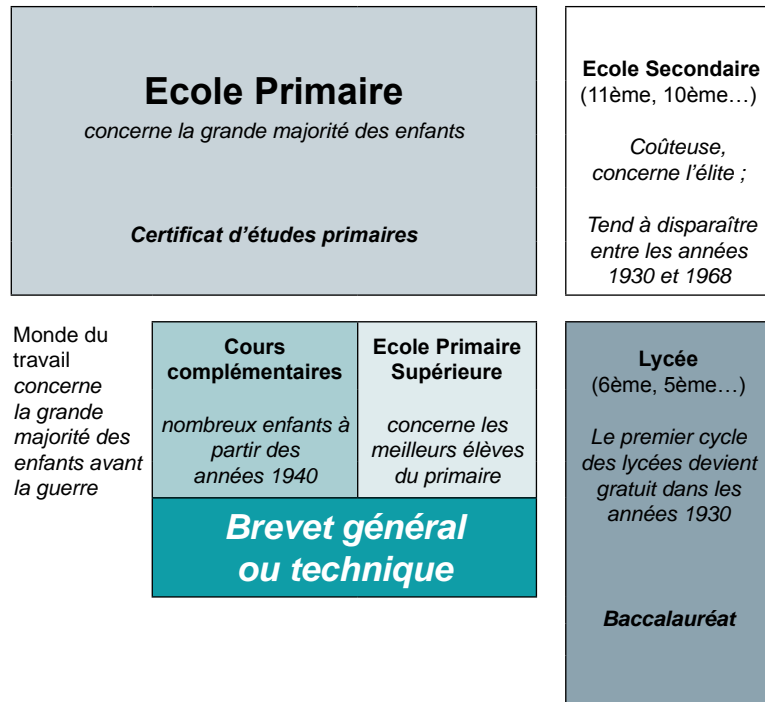 Ecole Primaire
concerne la grande majorité des enfants
Certificat d’études primaires
Ecole Secondaire
(11ème, 10ème…)
Coûteuse,
concerne l’élite ;
Tend à disparaître
entre les années
1930 et 1968
Monde du
travail
concerne
la grande
majorité des
enfants avant
la guerre
Cours
complémentaires
nombreux enfants à
partir des
années 1940
Ecole Primaire
Supérieure
concerne les
meilleurs élèves
du primaire
Brevet général
ou technique
Lycée
(6ème, 5ème…)
Le premier cycle
des lycées devient
gratuit dans les
années 1930
Baccalauréat